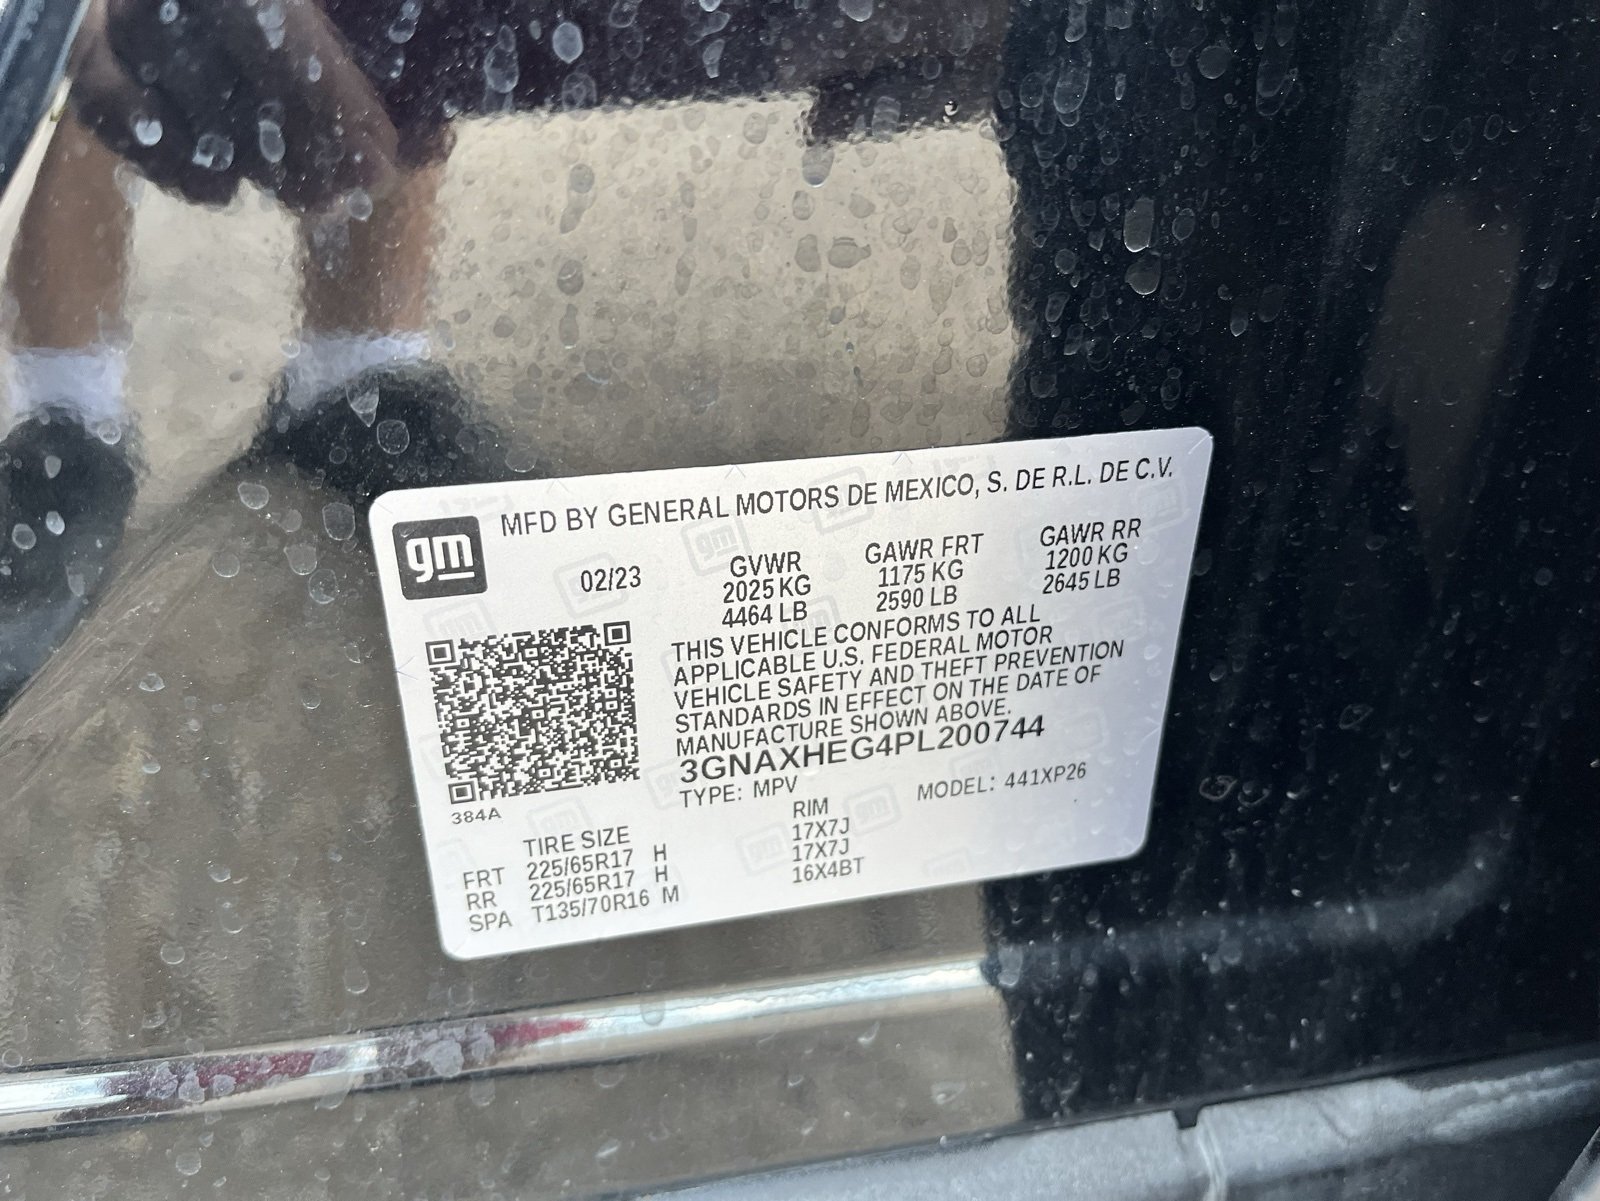 MFD BY GENERAL MOTORS DE MEXICO, S. DE R.L. DE C.V.
gm
02/23
GVWR
2025 KG
4464 LB
GAWR FRT
1175 KG
2590 LB
GAWR RR
1200 KG
2645 LB
THIS VEHICLE CONFORMS TO ALL
APPLICABLE U.S. FEDERAL MOTOR
VEHICLE SAFETY AND THEFT PREVENTION
STANDARDS IN EFFECT ON THE DATE OF
MANUFACTURE SHOWN ABOVE.
3GNAXHEG4PL200744
TYPE: MPV MODEL: 441XP26
384A
TIRE SIZE RIM
FRT 225/65R17 H 17X7J
RR 225/65R17 H 17X7J
SPA T135/70R16 M 16X4BT